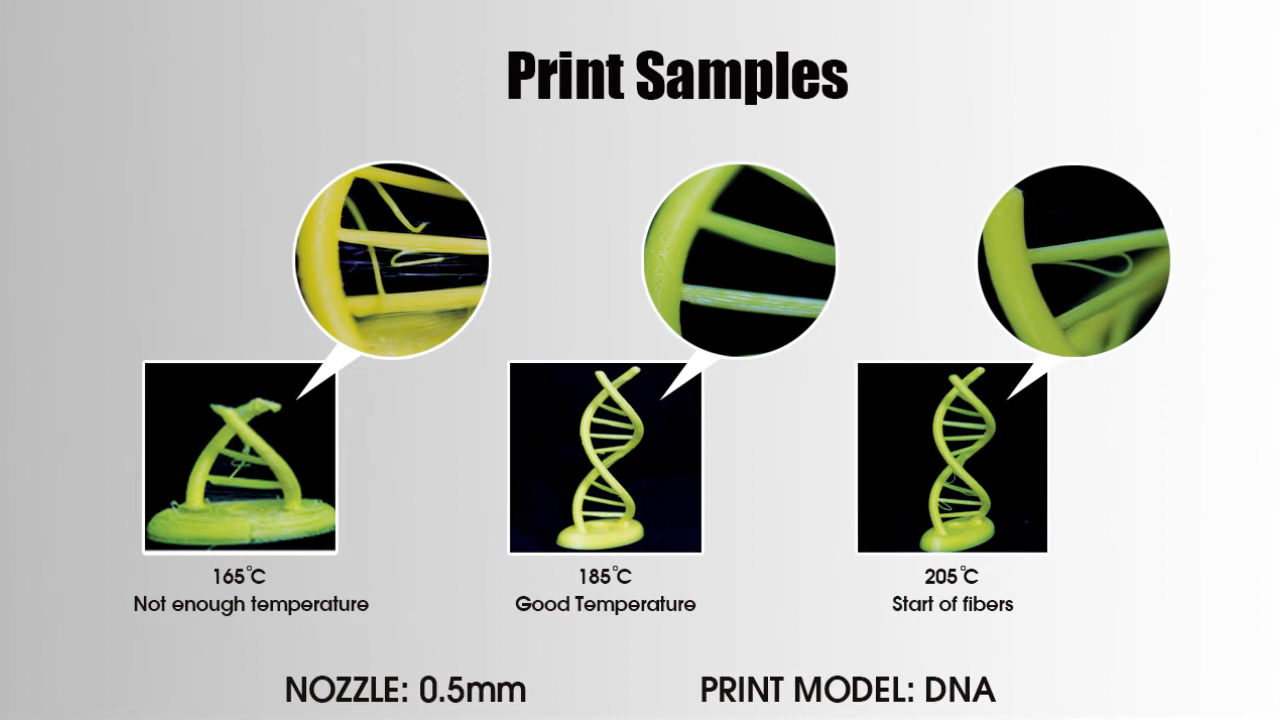 Print Samples
165℃
Not enough temperature
185℃
Good Temperature
205℃
Start of fibers
NOZZLE: 0.5mm
PRINT MODEL: DNA